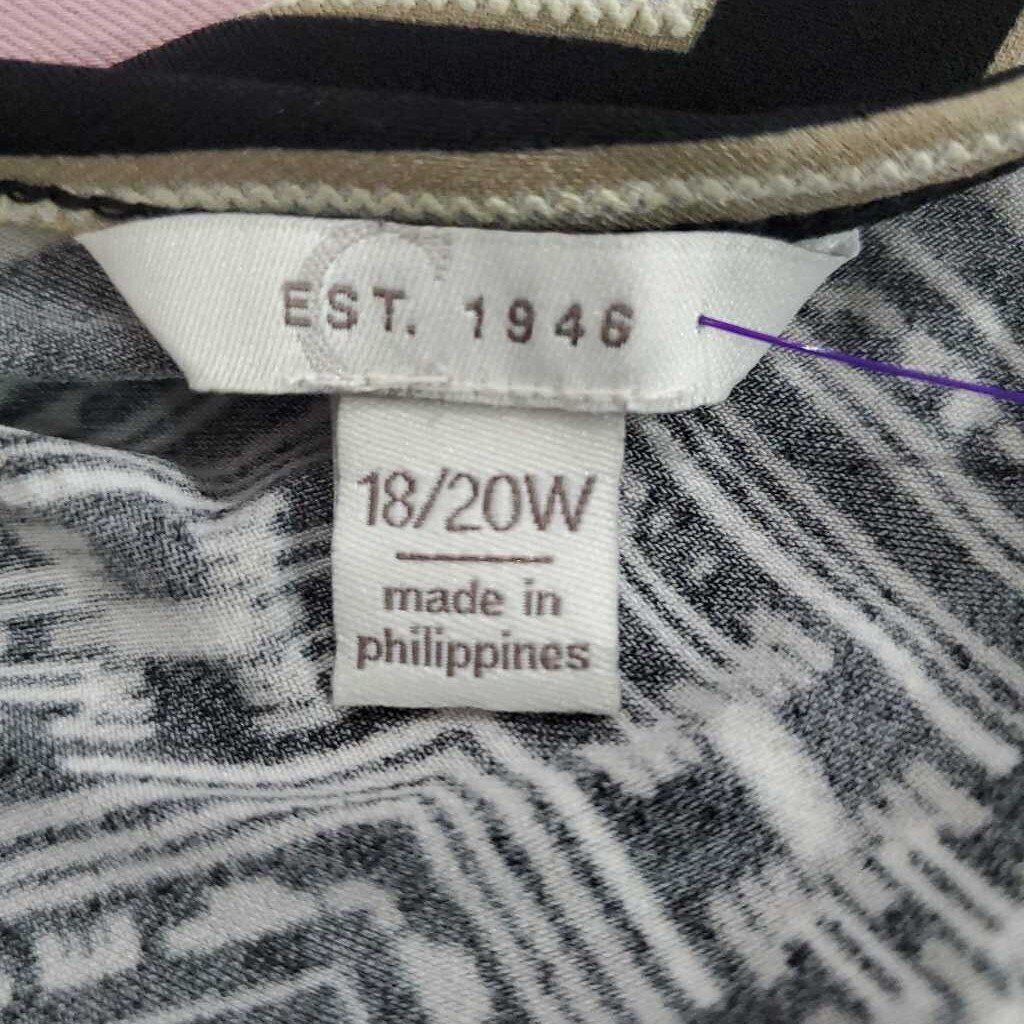 EST. 1946
18/20W
made in
philippines